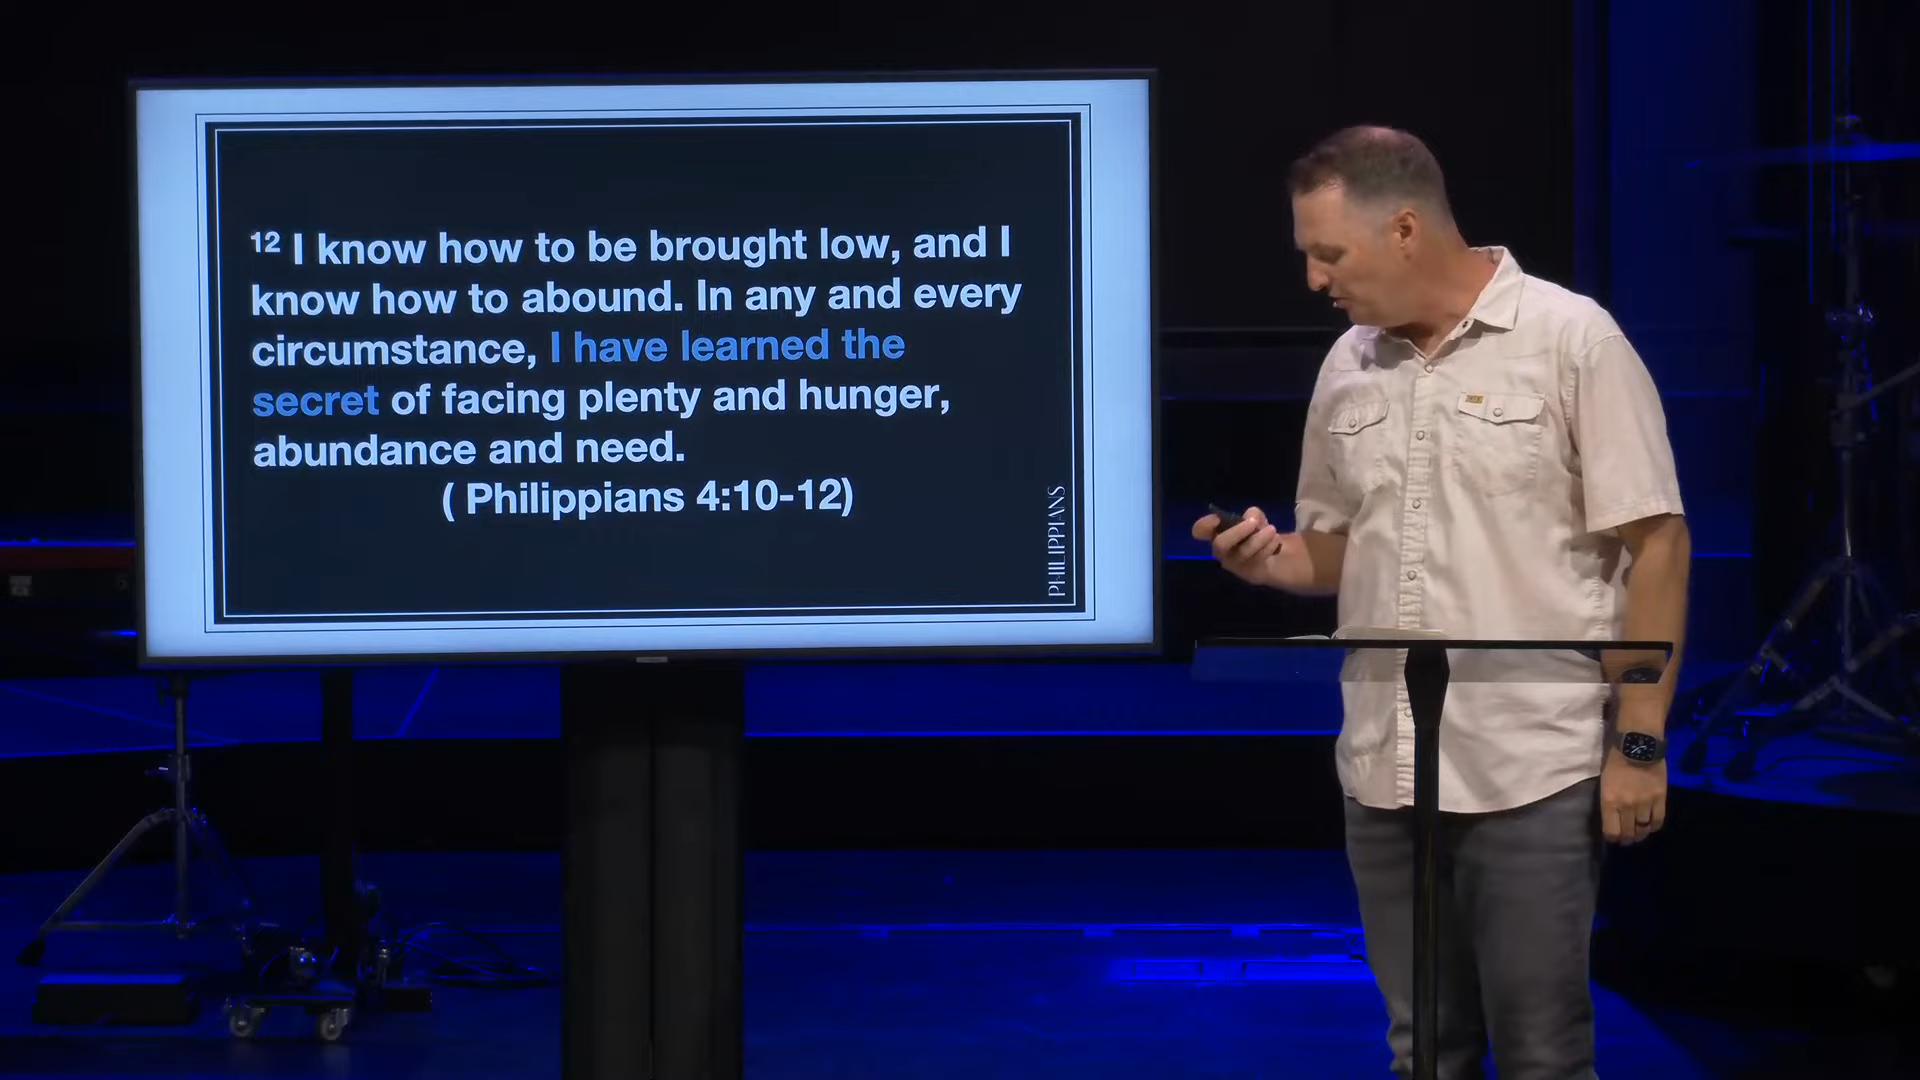 ¹² I know how to be brought low, and I
know how to abound. In any and every
circumstance, I have learned the
secret of facing plenty and hunger,
abundance and need.
( Philippians 4:10-12)
PHILIPPIANS